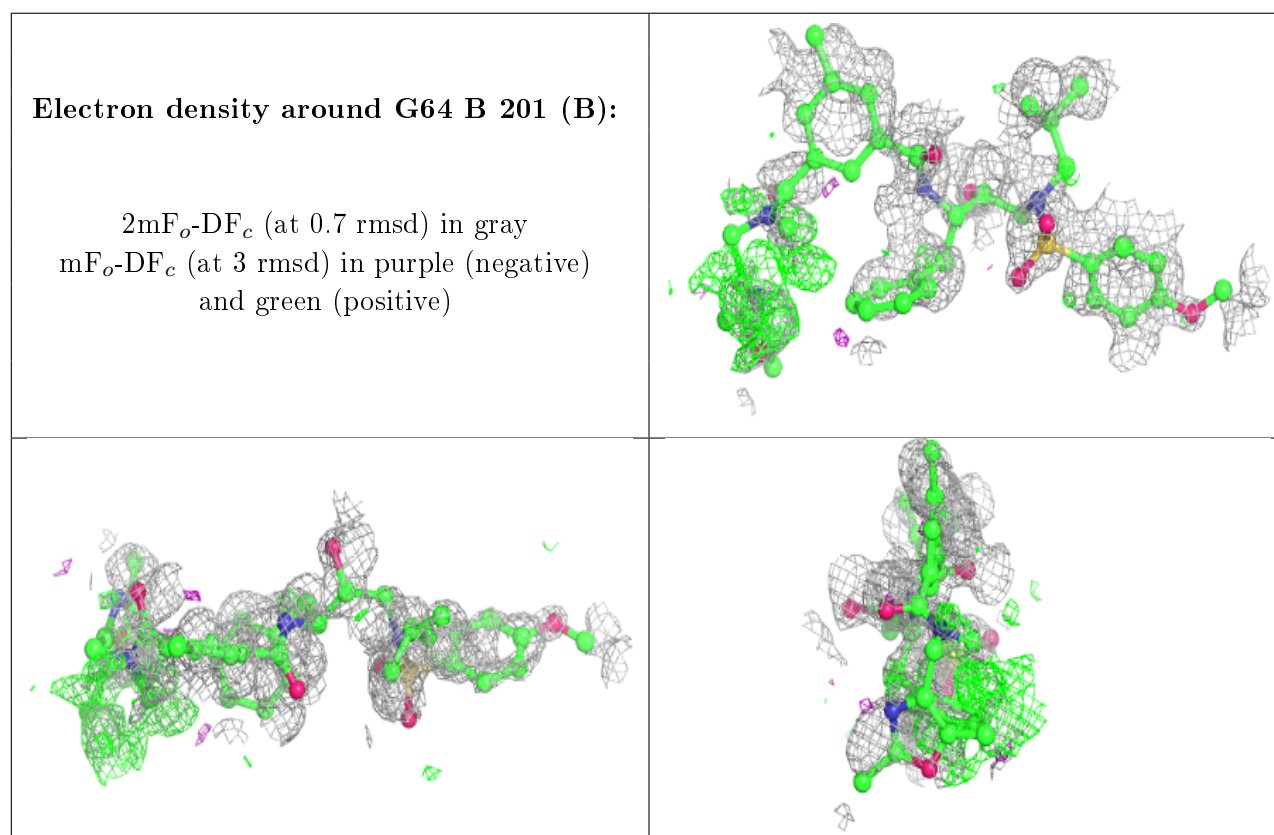 Electron density around G64 B 201 (B):
2mFₒ-DF𝑐 (at 0.7 rmsd) in gray
mFₒ-DF𝑐 (at 3 rmsd) in purple (negative)
and green (positive)